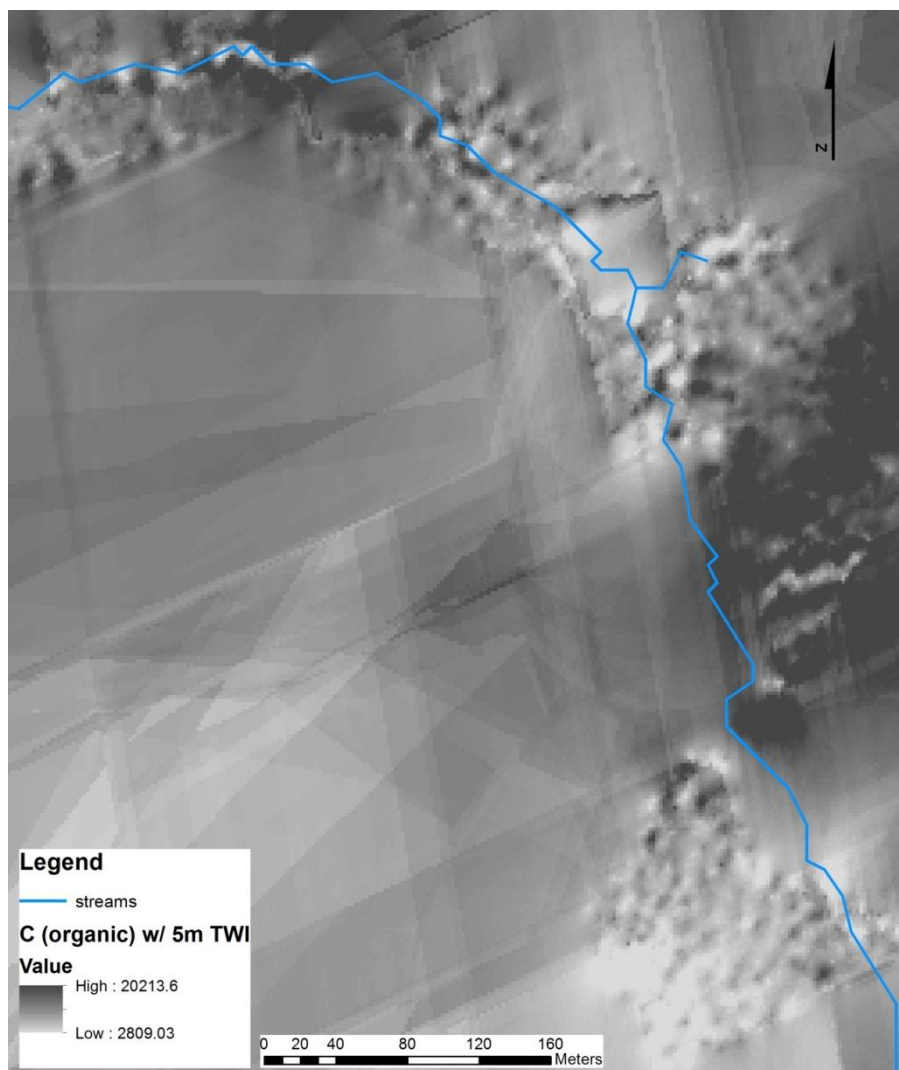 N
Legend
streams
C (organic) w/ 5m TWI
Value
High : 20213.6
Low : 2809.03
0 20 40 80 120 160
Meters